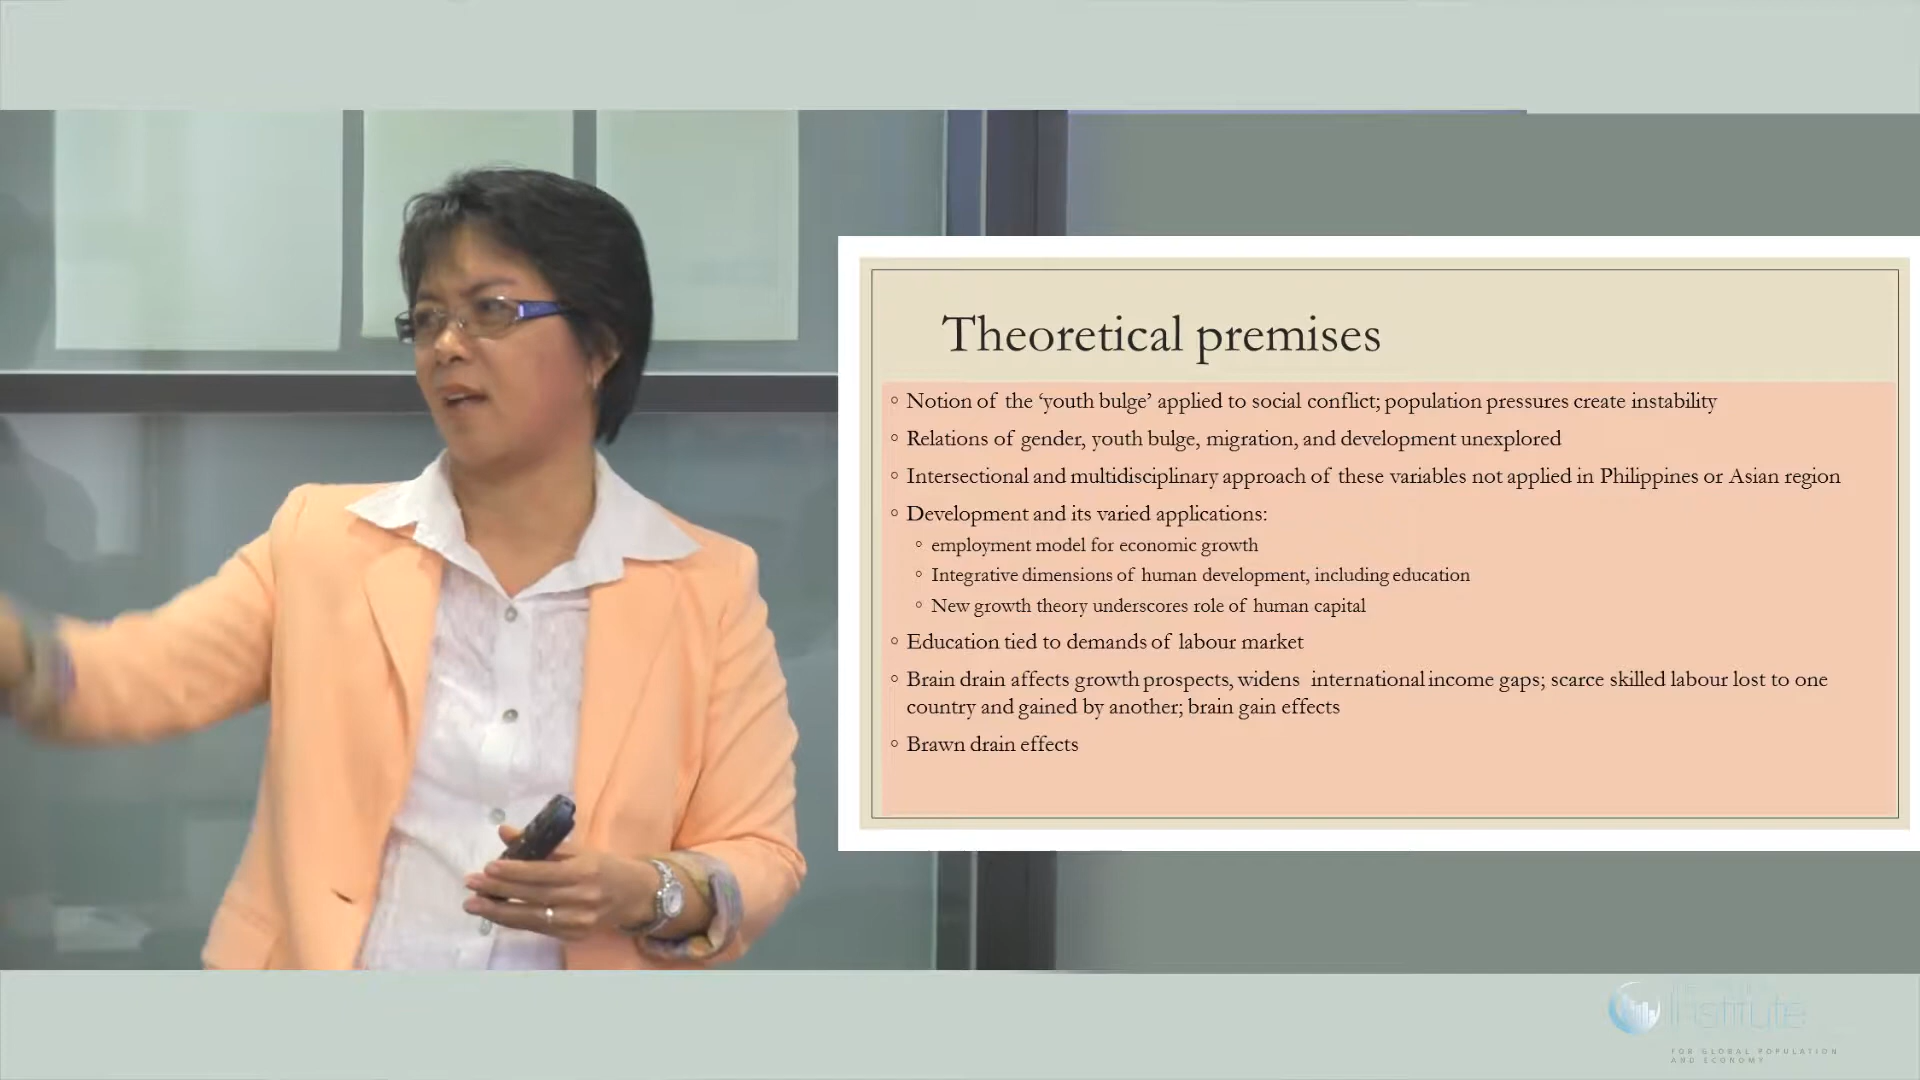 Theoretical premises
◦ Notion of the ‘youth bulge’ applied to social conflict; population pressures create instability
◦ Relations of gender, youth bulge, migration, and development unexplored
◦ Intersectional and multidisciplinary approach of these variables not applied in Philippines or Asian region
◦ Development and its varied applications:
◦ employment model for economic growth
◦ Integrative dimensions of human development, including education
◦ New growth theory underscores role of human capital
◦ Education tied to demands of labour market
◦ Brain drain affects growth prospects, widens international income gaps; scarce skilled labour lost to one
country and gained by another; brain gain effects
◦ Brawn drain effects
Institute
FOR GLOBAL POPULATION
AND ECONOMY